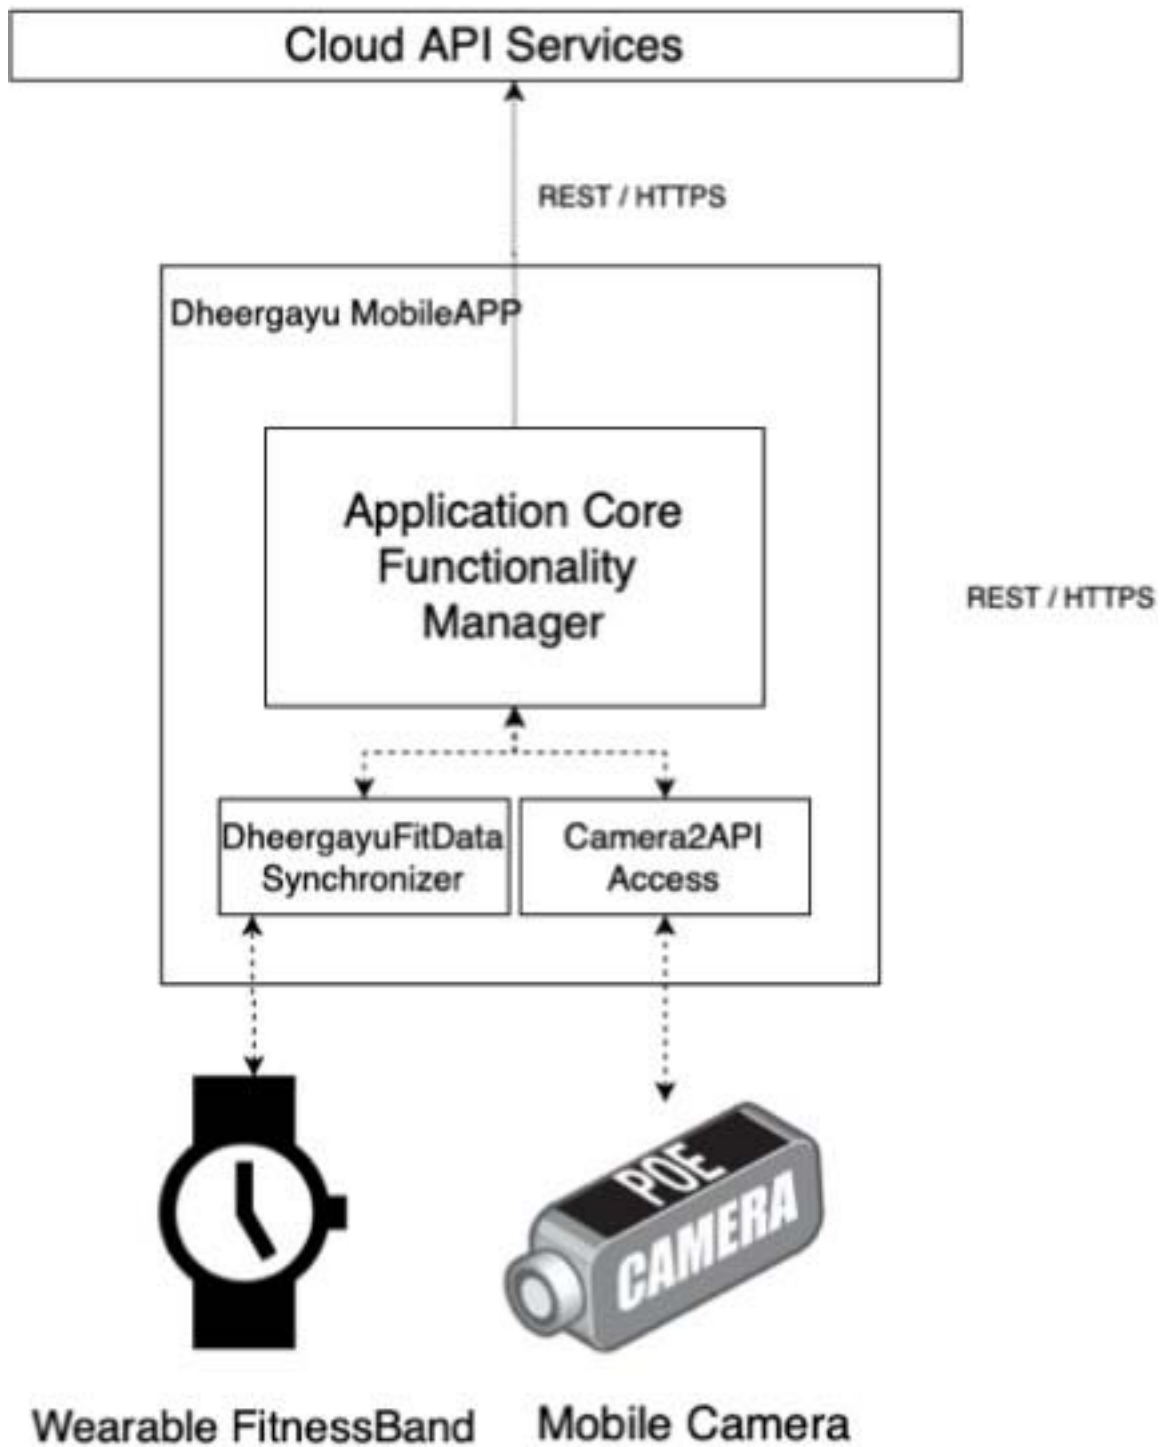 Cloud API Services
REST / HTTPS
Dheergayu MobileAPP
Application Core
Functionality
Manager
REST / HTTPS
DheergayuFitData
Synchronizer
Camera2API
Access
POE
CAMERA
Wearable FitnessBand
Mobile Camera